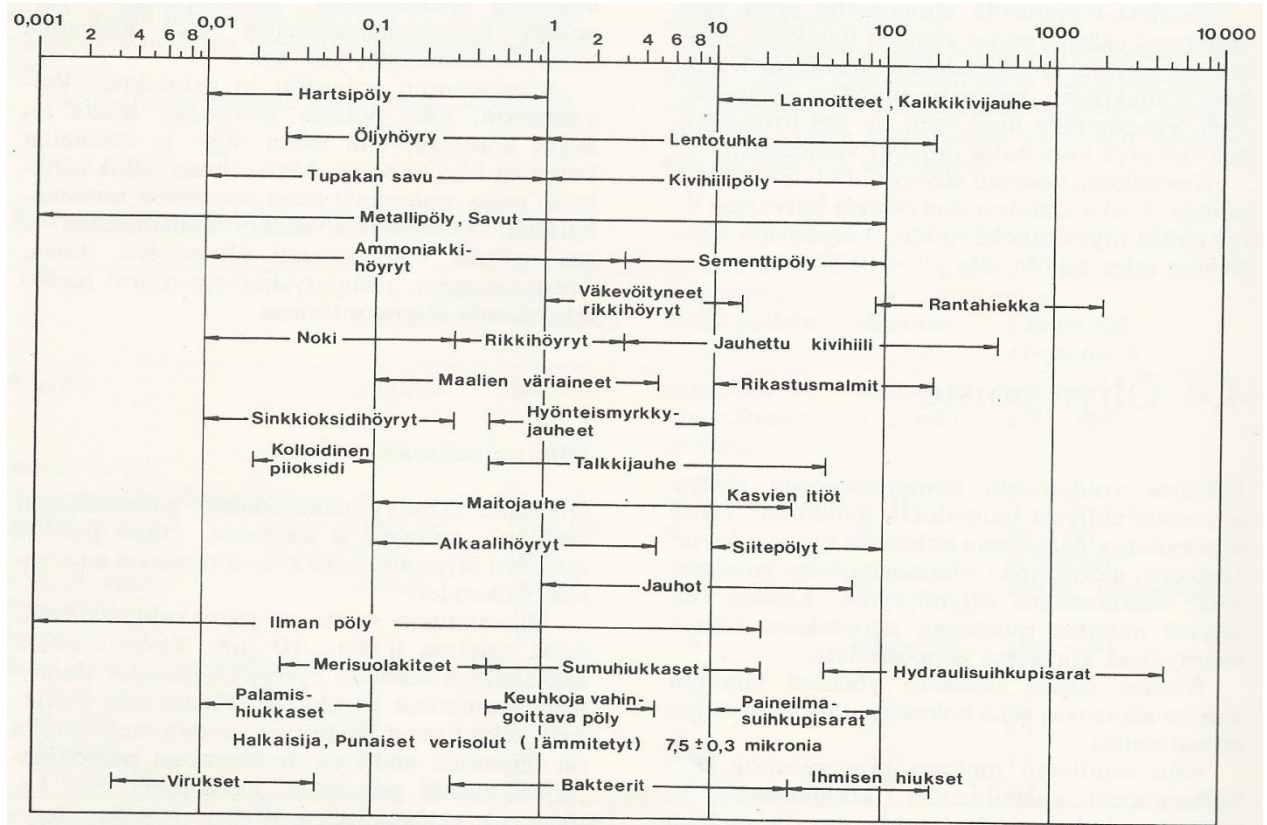 0,001 0,01 0,1 1 10 100 1000 10 000
2 4 6 8 2 4 6 8 2 4 6 8
Hartsipöly Lannoitteet, Kalkkikivijauhe
Öljyhöyry Lentotuhka
Tupakan savu Kivihiilipöly
Metallipöly, Savut
Ammoniakki-
höyryt
Sementtipöly
Väkevöityneet
rikkihöyryt
Rantahiekka
Noki Rikkihöyryt Jauhettu kivihiili
Maalien väriaineet Rikastusmalmit
Sinkkioksidihöyryt
Hyönteismyrkky-
jauheet
Kolloidinen
piioksidi
Talkkijauhe
Maitojauhe
Kasvien itiöt
Alkaalihöyryt Siitepölyt
Jauhot
Ilman pöly
Merisuolakiteet Sumuhiukkaset Hydraulisuihkupisarat
Palamis-
hiukkaset
Keuhkoja vahin-
goittava pöly
Paineilma-
suihkupisarat
Halkaisija, Punaiset verisolut (lämmitetyt) 7,5 ± 0,3 mikronia
Virukset Bakteerit
Ihmisen hiukset